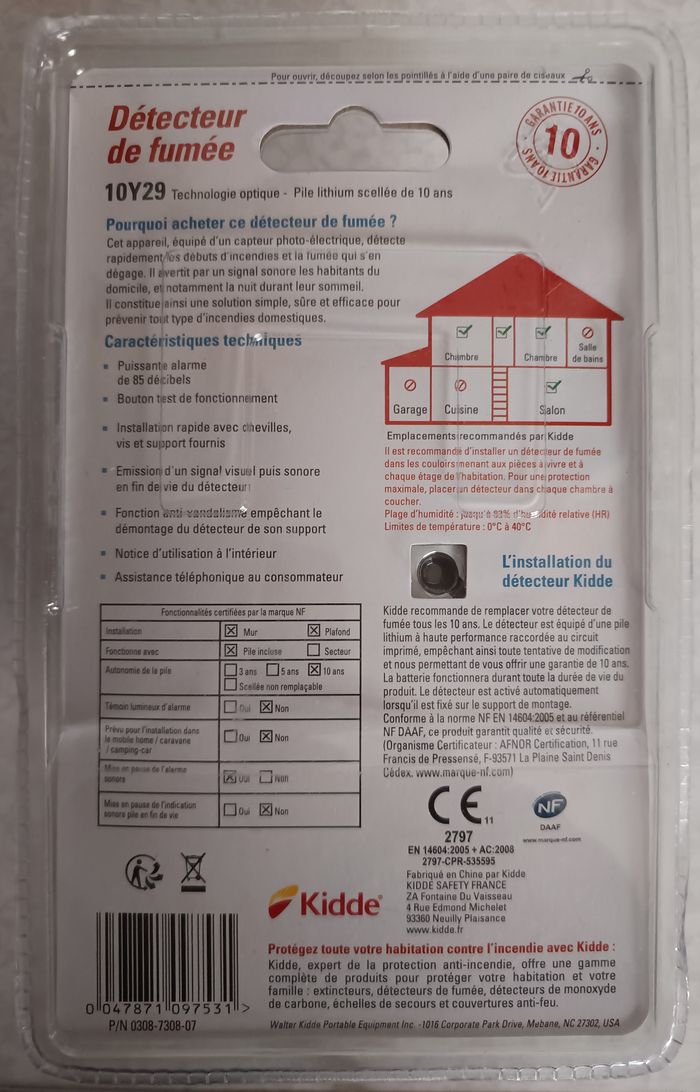 Pour ouvrir, découpez selon les pointillés à l'aide d'une paire de ciseaux
Détecteur
de fumée
GARANTIE 10 ANS · GARANTIE 10 ANS ·
10
10Y29 Technologie optique - Pile lithium scellée de 10 ans
Pourquoi acheter ce détecteur de fumée ?
Cet appareil, équipé d'un capteur photo-électrique, détecte
rapidement les débuts d'incendies et la fumée qui s'en
dégage. Il avertit par un signal sonore les habitants du
domicile, et notamment la nuit durant leur sommeil.
Il constitue ainsi une solution simple, sûre et efficace pour
prévenir tout type d'incendies domestiques.
Caractéristiques techniques
Puissante alarme
de 85 décibels
Bouton test de fonctionnement
Installation rapide avec chevilles,
vis et support fournis
Emission d'un signal visuel puis sonore
en fin de vie du détecteur
Fonction anti-vandalisme empêchant le
démontage du détecteur de son support
Notice d'utilisation à l'intérieur
Assistance téléphonique au consommateur
Chambre
Chambre
Salle
de bains
Garage
Cuisine
Salon
Emplacements recommandés par Kidde
Il est recommandé d'installer un détecteur de fumée
dans les couloirs menant aux pièces à vivre et à
chaque étage de l'habitation. Pour une protection
maximale, placer un détecteur dans chaque chambre à
coucher.
Plage d'humidité : jusqu'à 93% d'humidité relative (HR)
Limites de température : 0°C à 40°C
L'installation du
détecteur Kidde
Kidde recommande de remplacer votre détecteur de
fumée tous les 10 ans. Le détecteur est équipé d'une pile
lithium à haute performance raccordée au circuit
imprimé, empêchant ainsi toute tentative de modification
et nous permettant de vous offrir une garantie de 10 ans.
La batterie fonctionnera durant toute la durée de vie du
produit. Le détecteur est activé automatiquement
lorsqu'il est fixé sur le support de montage.
Conforme à la norme NF EN 14604:2005 et au référentiel
NF DAAF, ce produit garantit qualité et sécurité.
(Organisme Certificateur : AFNOR Certification, 11 rue
Francis de Pressensé, F-93571 La Plaine Saint Denis
Cédex. www.marque-nf.com)
Fonctionnalités certifiées par la marque NF
Installation ☒ Mur ☒ Plafond
Fonctionne avec ☒ Pile incluse ☐ Secteur
Autonomie de la pile ☐ 3 ans ☐ 5 ans ☒ 10 ans
☐ Scellée non remplaçable
Témoin lumineux d'alarme ☐ Oui ☒ Non
Prévu pour l'installation dans
le mobile home / caravane
/ camping-car ☐ Oui ☒ Non
Mise en pause de l'alarme
sonore ☒ Oui ☐ Non
Mise en pause de l'indication
sonore pile en fin de vie ☐ Oui ☒ Non
CE 11
2797
EN 14604:2005 + AC:2008
2797-CPR-535595
NF
DAAF
www.marque-nf.com
Fabriqué en Chine par Kidde
KIDDE SAFETY FRANCE
ZA Fontaine Du Vaisseau
4 Rue Edmond Michelet
93360 Neuilly Plaisance
www.kidde.fr
Kidde
Protégez toute votre habitation contre l'incendie avec Kidde :
Kidde, expert de la protection anti-incendie, offre une gamme
complète de produits pour protéger votre habitation et votre
famille : extincteurs, détecteurs de fumée, détecteurs de monoxyde
de carbone, échelles de secours et couvertures anti-feu.
0 047871 097531 >
P/N 0308-7308-07
Walter Kidde Portable Equipment Inc. -1016 Corporate Park Drive, Mebane, NC 27302, USA